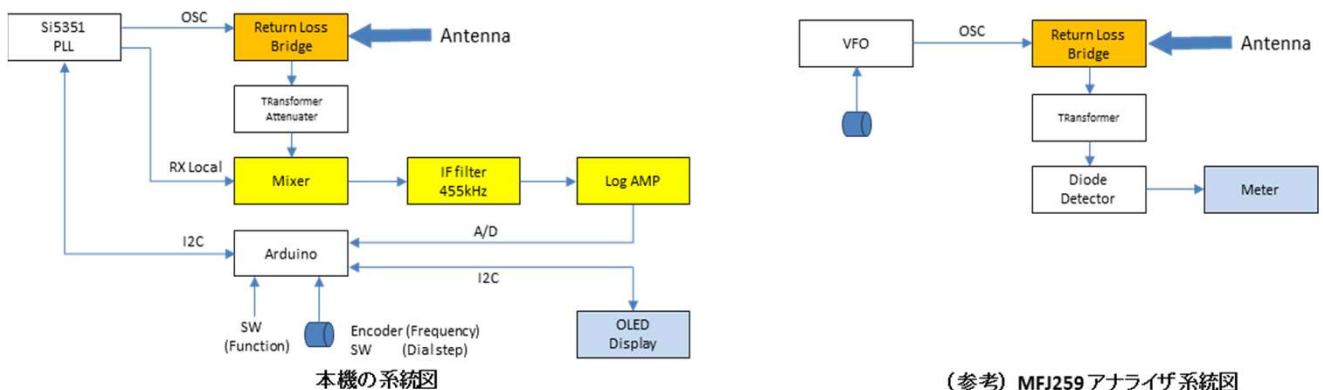 Si5351
PLL
OSC
Return Loss
Bridge
Antenna
TRansformer
Attenuater
RX Local
Mixer
IF filter
455kHz
Log AMP
A/D
I2C
Arduino
I2C
SW
(Function)
Encoder (Frequency)
SW (Dial step)
OLED
Display
本機の系統図
VFO
OSC
Return Loss
Bridge
Antenna
TRansformer
Diode
Detector
Meter
(参考) MFJ259 アナライザ系統図